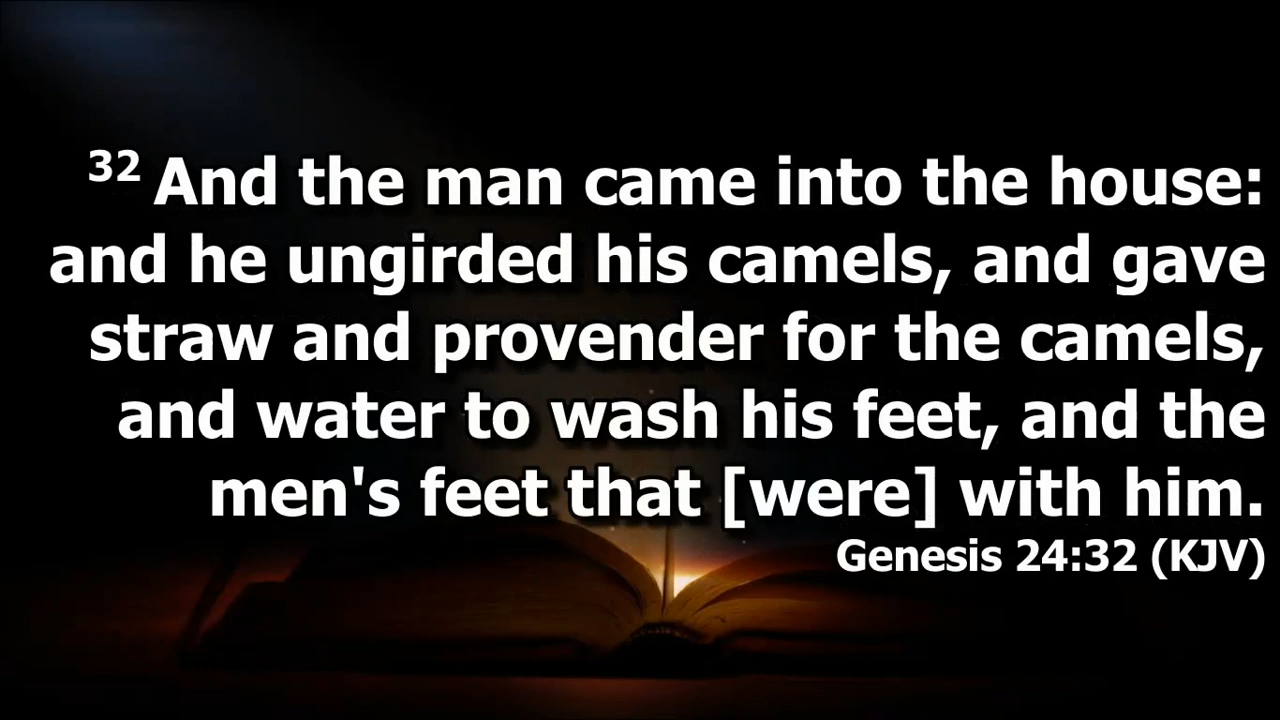 32 And the man came into the house:
and he ungirded his camels, and gave
straw and provender for the camels,
and water to wash his feet, and the
men's feet that [were] with him.
Genesis 24:32 (KJV)